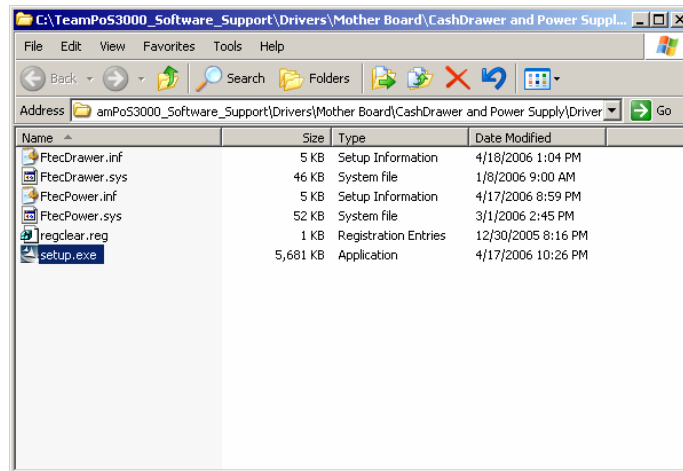 C:\TeamPoS3000_Software_Support\Drivers\Mother Board\CashDrawer and Power Suppl...
File Edit View Favorites Tools Help
Back Search Folders
Address amPoS3000_Software_Support\Drivers\Mother Board\CashDrawer and Power Supply\Driver Go
Name Size Type Date Modified
FtecDrawer.inf 5 KB Setup Information 4/18/2006 1:04 PM
FtecDrawer.sys 46 KB System file 1/8/2006 9:00 AM
FtecPower.inf 5 KB Setup Information 4/17/2006 8:59 PM
FtecPower.sys 52 KB System file 3/1/2006 2:45 PM
regclear.reg 1 KB Registration Entries 12/30/2005 8:16 PM
setup.exe 5,681 KB Application 4/17/2006 10:26 PM